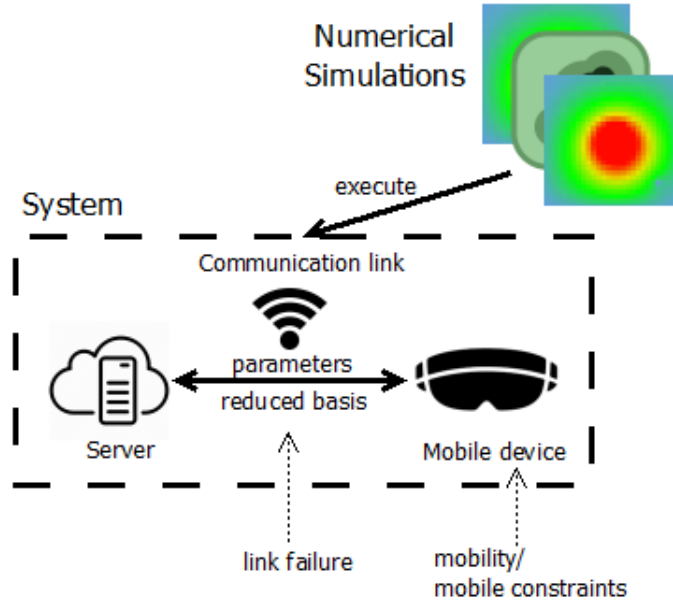 Numerical
Simulations
execute
System
Communication link
parameters
reduced basis
Server
Mobile device
link failure
mobility/
mobile constraints